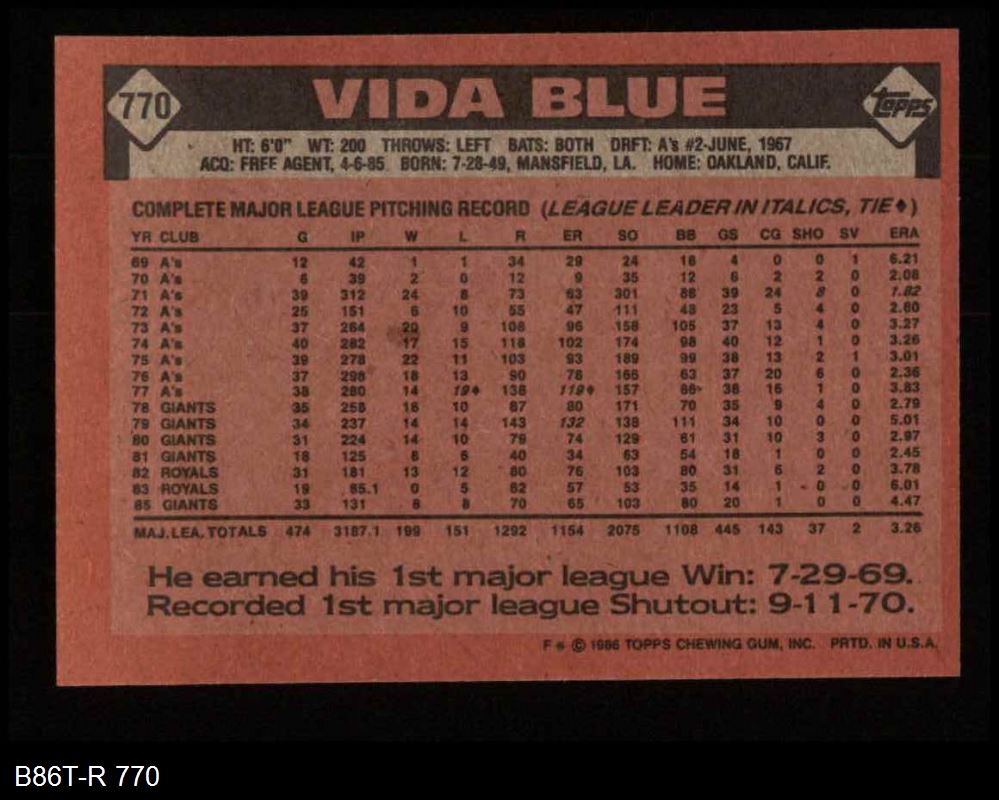 770 VIDA BLUE Topps
HT: 6'0" WT: 200 THROWS: LEFT BATS: BOTH DRFT: A's #2-JUNE, 1967
ACQ: FREE AGENT, 4-6-85 BORN: 7-28-49, MANSFIELD, LA. HOME: OAKLAND, CALIF.
COMPLETE MAJOR LEAGUE PITCHING RECORD (LEAGUE LEADER IN ITALICS, TIE♦)
YR CLUB G IP W L R ER SO BB GS CG SHO SV ERA
69 A's 12 42 1 1 34 29 24 18 4 0 0 1 6.21
70 A's 6 39 2 0 12 9 35 12 6 2 2 0 2.08
71 A's 39 312 24 8 73 63 301 88 39 24 8 0 1.82
72 A's 25 151 6 10 55 47 111 48 23 5 4 0 2.80
73 A's 37 264 20 9 108 96 158 105 37 13 4 0 3.27
74 A's 40 282 17 15 118 102 174 98 40 12 1 0 3.26
75 A's 39 278 22 11 103 93 189 99 38 13 2 1 3.01
76 A's 37 298 18 13 90 78 166 63 37 20 6 0 2.36
77 A's 38 280 14 19♦ 138 119♦ 157 86 38 16 1 0 3.83
78 GIANTS 35 258 18 10 87 80 171 70 35 9 4 0 2.79
79 GIANTS 34 237 14 14 143 132 138 111 34 10 0 0 5.01
80 GIANTS 31 224 14 10 79 74 129 61 31 10 3 0 2.97
81 GIANTS 18 125 8 6 40 34 63 54 18 1 0 0 2.45
82 ROYALS 31 181 13 12 80 76 103 80 31 6 2 0 3.78
83 ROYALS 19 85.1 0 5 62 57 53 35 14 1 0 0 6.01
85 GIANTS 33 131 8 8 70 65 103 80 20 1 0 0 4.47
MAJ. LEA. TOTALS 474 3187.1 199 151 1292 1154 2075 1108 445 143 37 2 3.26
He earned his 1st major league Win: 7-29-69.
Recorded 1st major league Shutout: 9-11-70.
F * © 1986 TOPPS CHEWING GUM, INC. PRTD. IN U.S.A.
B86T-R 770